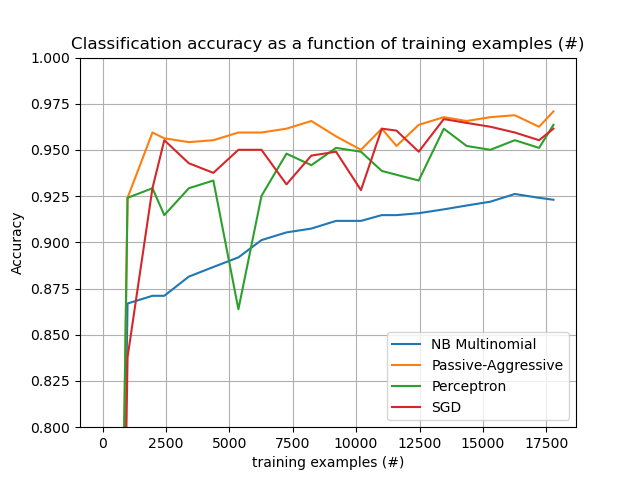 Classification accuracy as a function of training examples (#)
1.000
0.975
0.950
0.925
0.900
0.875
0.850
0.825
0.800
Accuracy
NB Multinomial
Passive-Aggressive
Perceptron
SGD
0 2500 5000 7500 10000 12500 15000 17500
training examples (#)